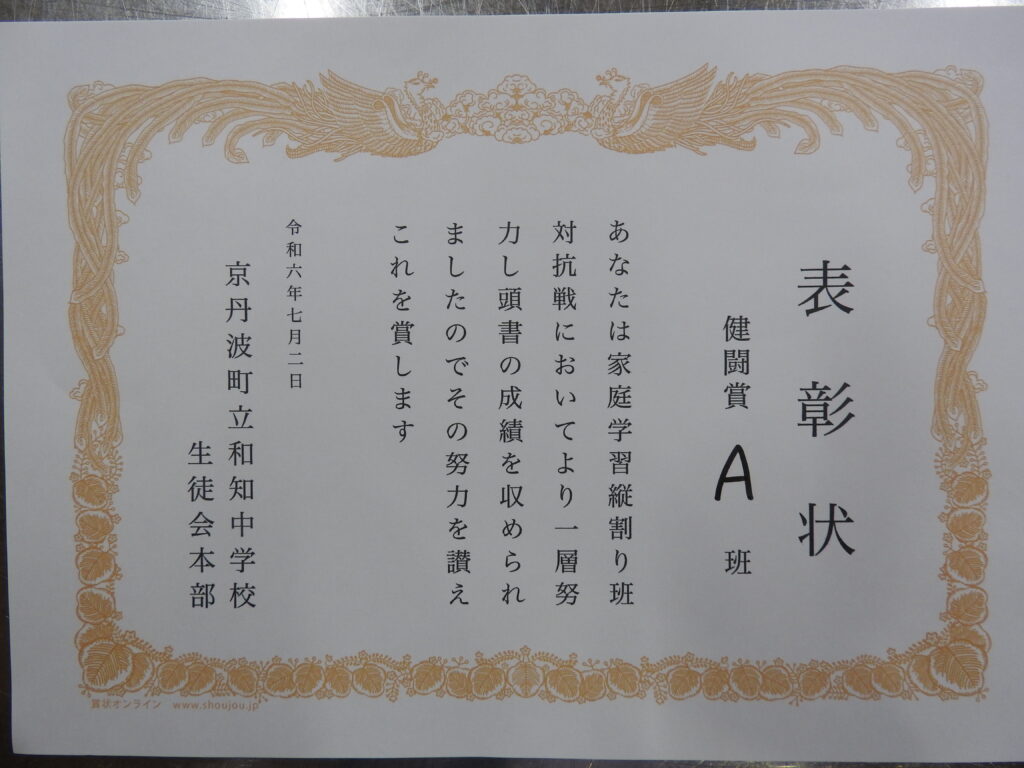 表彰状
健闘賞 A 班
あなたは家庭学習縦割り班
対抗戦においてより一層努
力し頭書の成績を収められ
ましたのでその努力を讃え
これを賞します
令和六年七月二日
京丹波町立和知中学校
生徒会本部
賞状オンライン www.shoujou.jp